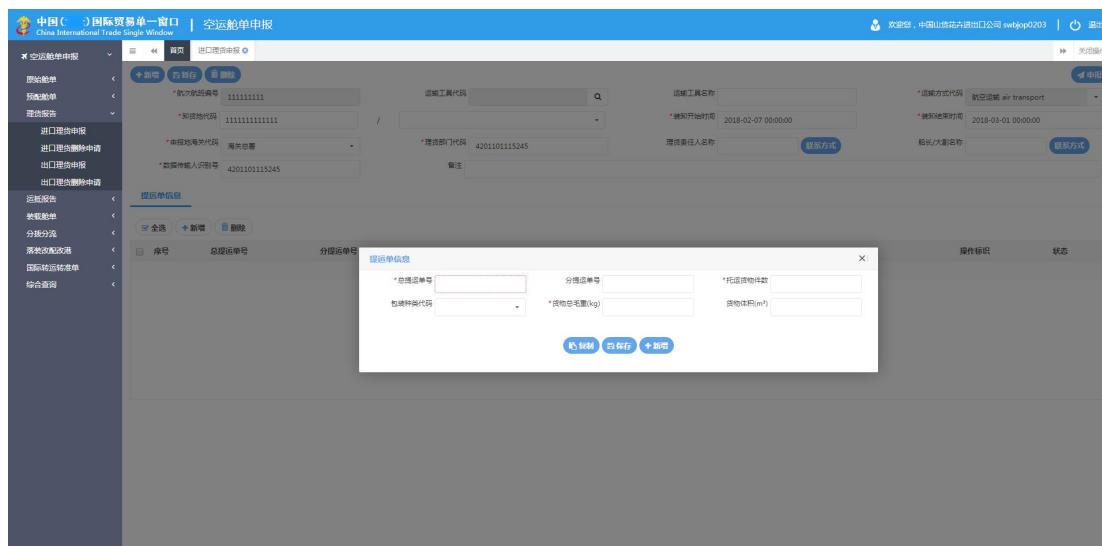 中国( )国际贸易单一窗口 | 空运舱单申报
China International Trade Single Window
欢迎您，中国山货花卉进出口公司 swbjop0203 | 退出
空运舱单申报
首页 进口理货申报
关闭操作
原始舱单
预配舱单
理货报告
进口理货申报
进口理货删除申请
出口理货申报
出口理货删除申请
运抵报告
装载舱单
分拨分流
落装改配改港
国际转运转准单
综合查询
+新增 暂存 删除 申报
*航次航班编号 111111111 运输工具代码 运输工具名称 *运输方式代码 航空运输 air transport
*卸货地代码 1111111111111 / *装卸开始时间 2018-02-07 00:00:00 *装卸结束时间 2018-03-01 00:00:00
*申报地海关代码 海关总署 *理货部门代码 4201101115245 理货责任人名称 联系方式 船长/大副名称 联系方式
*数据传输人识别号 4201101115245 备注
提运单信息
全选 +新增 删除
序号 总提运单号 分提运单号 操作标识 状态
提运单信息 ×
*总提运单号 分提运单号 *托运货物件数
包装种类代码 *货物总毛重(kg) 货物体积(m³)
复制 保存 +新增